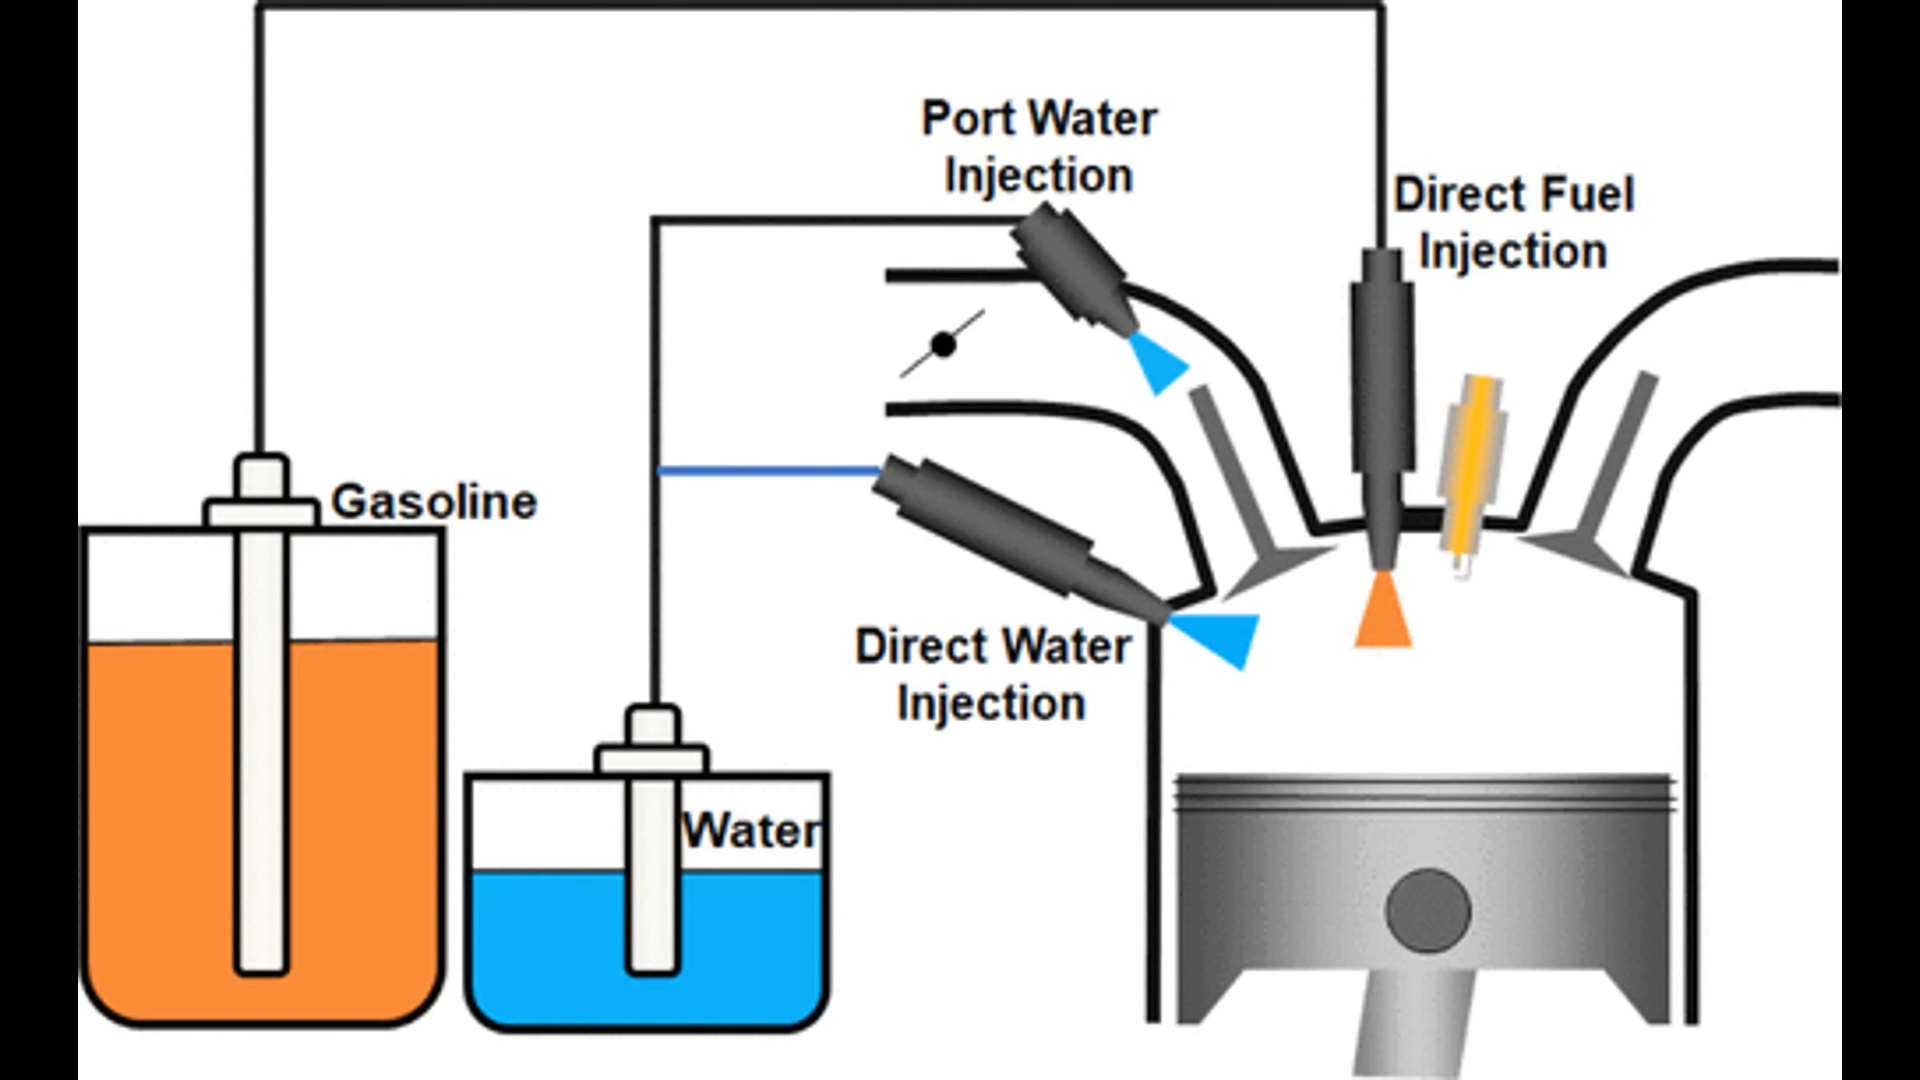 Port Water
Injection
Direct Fuel
Injection
Gasoline
Direct Water
Injection
Water